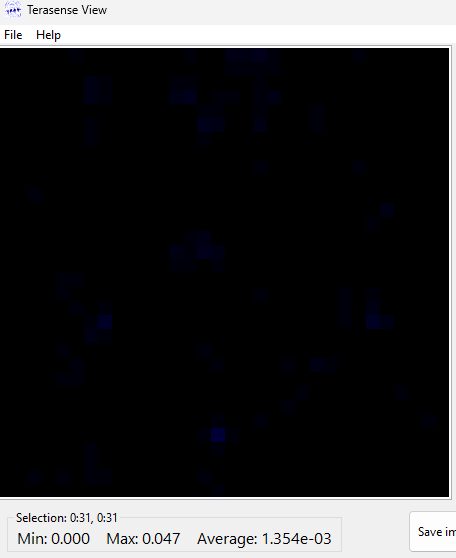 Terasense View
File Help
Selection: 0:31, 0:31
Min: 0.000 Max: 0.047 Average: 1.354e-03
Save im